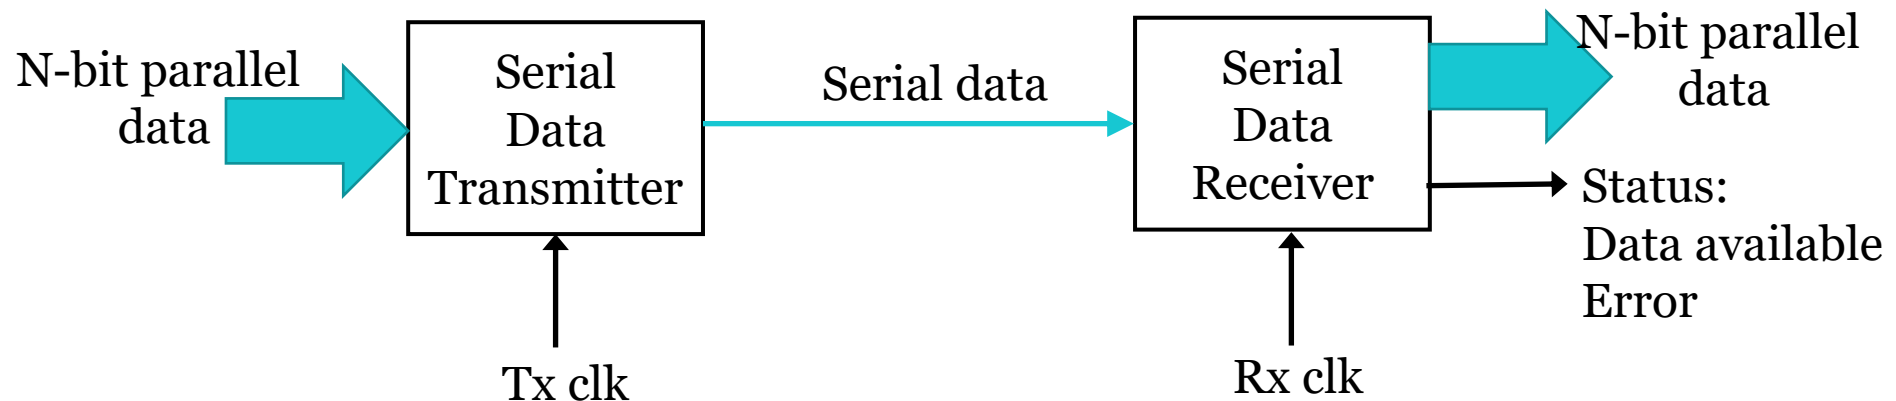 N-bit parallel
data
Serial
Data
Transmitter
Tx clk
Serial data
Serial
Data
Receiver
Rx clk
N-bit parallel
data
Status:
Data available
Error